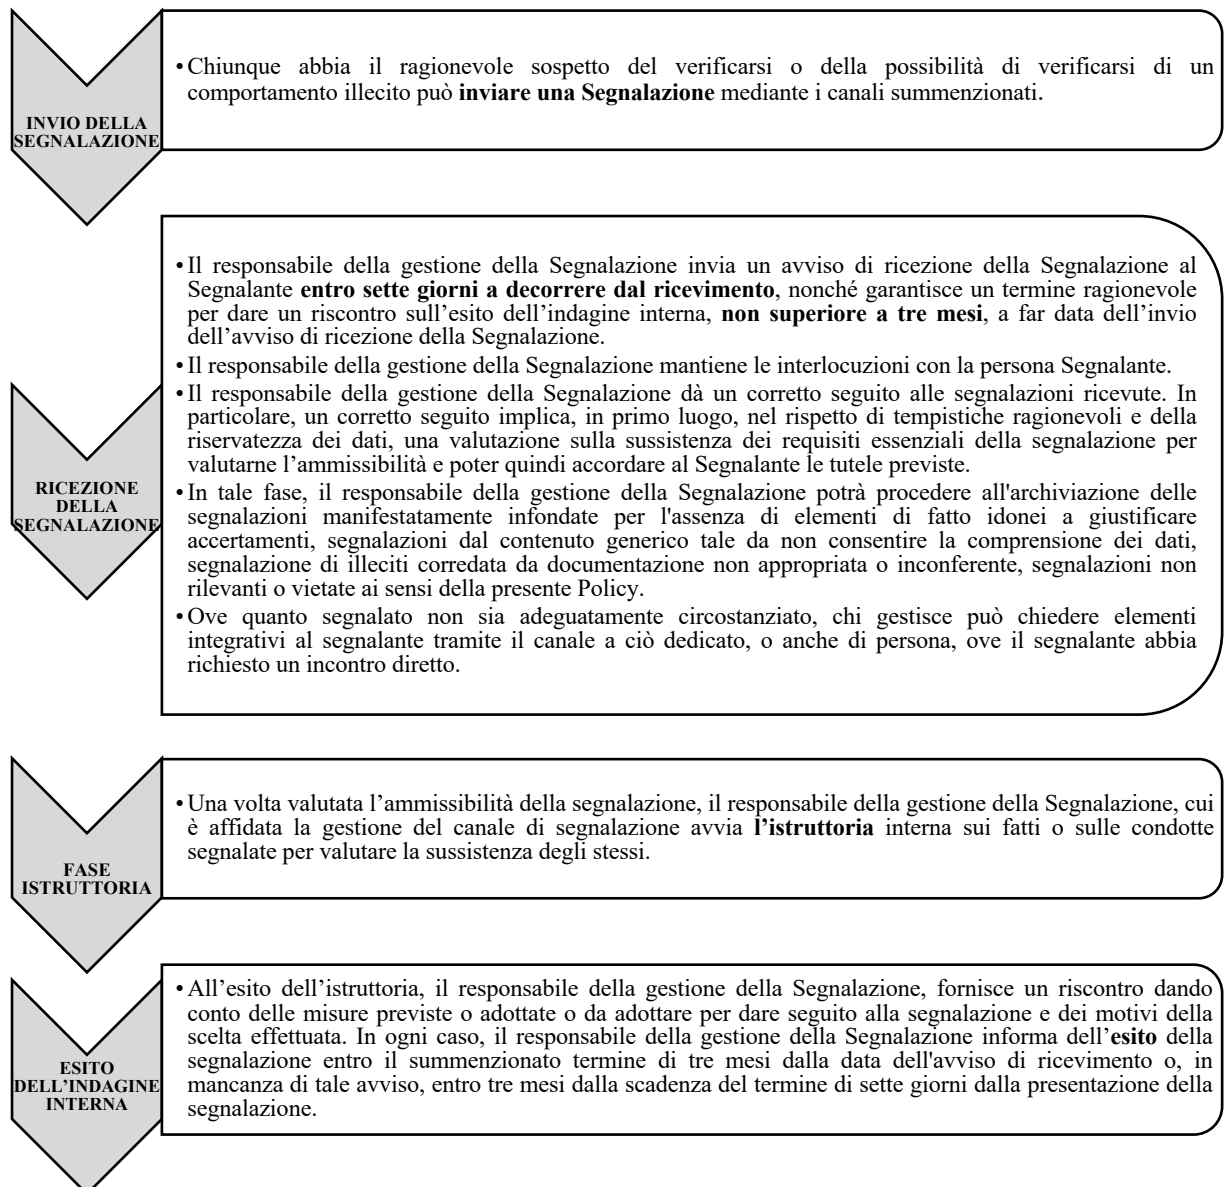 INVIO DELLA
SEGNALAZIONE
•Chiunque abbia il ragionevole sospetto del verificarsi o della possibilità di verificarsi di un
comportamento illecito può inviare una Segnalazione mediante i canali summenzionati.
RICEZIONE
DELLA
SEGNALAZIONE
•Il responsabile della gestione della Segnalazione invia un avviso di ricezione della Segnalazione al
Segnalante entro sette giorni a decorrere dal ricevimento, nonché garantisce un termine ragionevole
per dare un riscontro sull’esito dell’indagine interna, non superiore a tre mesi, a far data dell’invio
dell’avviso di ricezione della Segnalazione.
•Il responsabile della gestione della Segnalazione mantiene le interlocuzioni con la persona Segnalante.
•Il responsabile della gestione della Segnalazione dà un corretto seguito alle segnalazioni ricevute. In
particolare, un corretto seguito implica, in primo luogo, nel rispetto di tempistiche ragionevoli e della
riservatezza dei dati, una valutazione sulla sussistenza dei requisiti essenziali della segnalazione per
valutarne l’ammissibilità e poter quindi accordare al Segnalante le tutele previste.
•In tale fase, il responsabile della gestione della Segnalazione potrà procedere all'archiviazione delle
segnalazioni manifestatamente infondate per l'assenza di elementi di fatto idonei a giustificare
accertamenti, segnalazioni dal contenuto generico tale da non consentire la comprensione dei dati,
segnalazione di illeciti corredata da documentazione non appropriata o inconferente, segnalazioni non
rilevanti o vietate ai sensi della presente Policy.
•Ove quanto segnalato non sia adeguatamente circostanziato, chi gestisce può chiedere elementi
integrativi al segnalante tramite il canale a ciò dedicato, o anche di persona, ove il segnalante abbia
richiesto un incontro diretto.
FASE
ISTRUTTORIA
•Una volta valutata l’ammissibilità della segnalazione, il responsabile della gestione della Segnalazione, cui
è affidata la gestione del canale di segnalazione avvia l’istruttoria interna sui fatti o sulle condotte
segnalate per valutare la sussistenza degli stessi.
ESITO
DELL’INDAGINE
INTERNA
•All’esito dell’istruttoria, il responsabile della gestione della Segnalazione, fornisce un riscontro dando
conto delle misure previste o adottate o da adottare per dare seguito alla segnalazione e dei motivi della
scelta effettuata. In ogni caso, il responsabile della gestione della Segnalazione informa dell’esito della
segnalazione entro il summenzionato termine di tre mesi dalla data dell'avviso di ricevimento o, in
mancanza di tale avviso, entro tre mesi dalla scadenza del termine di sette giorni dalla presentazione della
segnalazione.